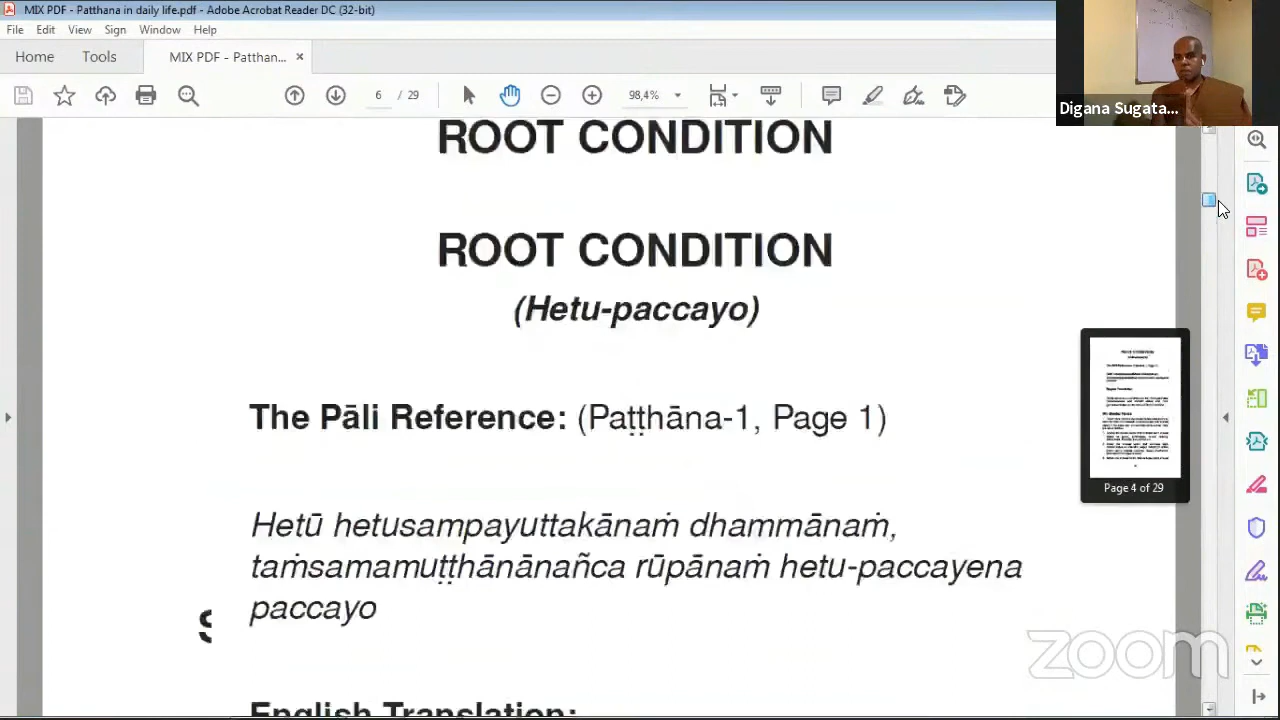 MIX PDF - Patthana in daily life.pdf - Adobe Acrobat Reader DC (32-bit)
File Edit View Sign Window Help
Home Tools MIX PDF - Patthan... ×
6 / 29 98,4%
Digana Sugata...
ROOT CONDITION
ROOT CONDITION
(Hetu-paccayo)
The Pāli Reference: (Paṭṭhāna-1, Page 1)
Hetū hetusampayuttakānaṁ dhammānaṁ,
taṁsamamuṭṭhānānañca rūpānaṁ hetu-paccayena
paccayo
English Translation:
Page 4 of 29
zoom